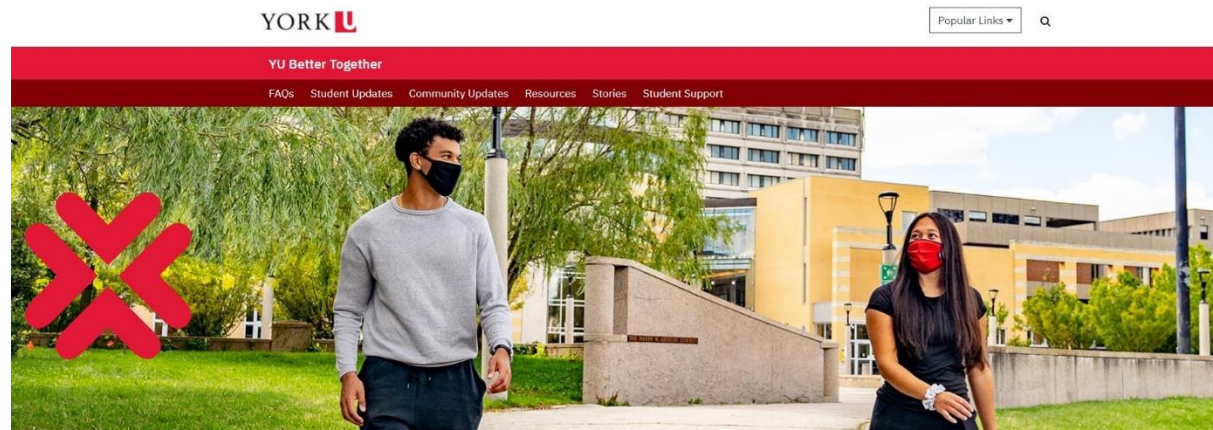 YORK U
Popular Links
YU Better Together
FAQs Student Updates Community Updates Resources Stories Student Support